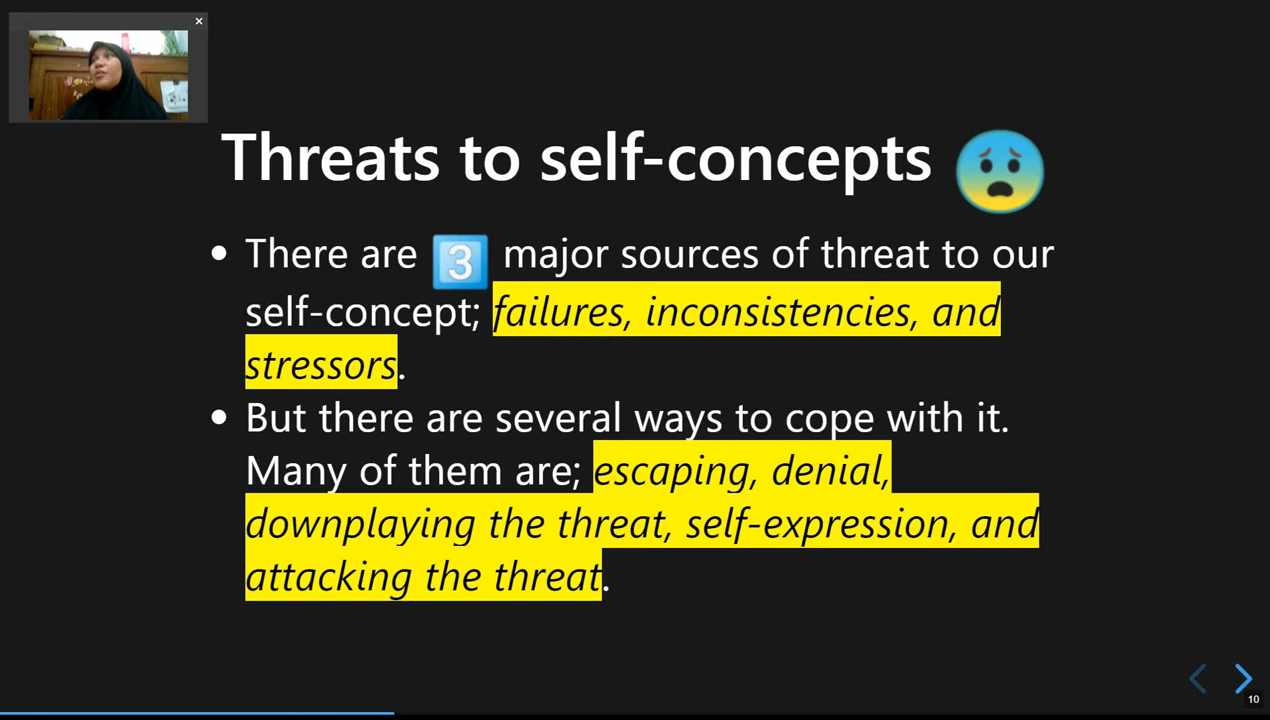 Threats to self-concepts 😨
• There are 3️⃣ major sources of threat to our
self-concept; failures, inconsistencies, and
stressors.
• But there are several ways to cope with it.
Many of them are; escaping, denial,
downplaying the threat, self-expression, and
attacking the threat.
10